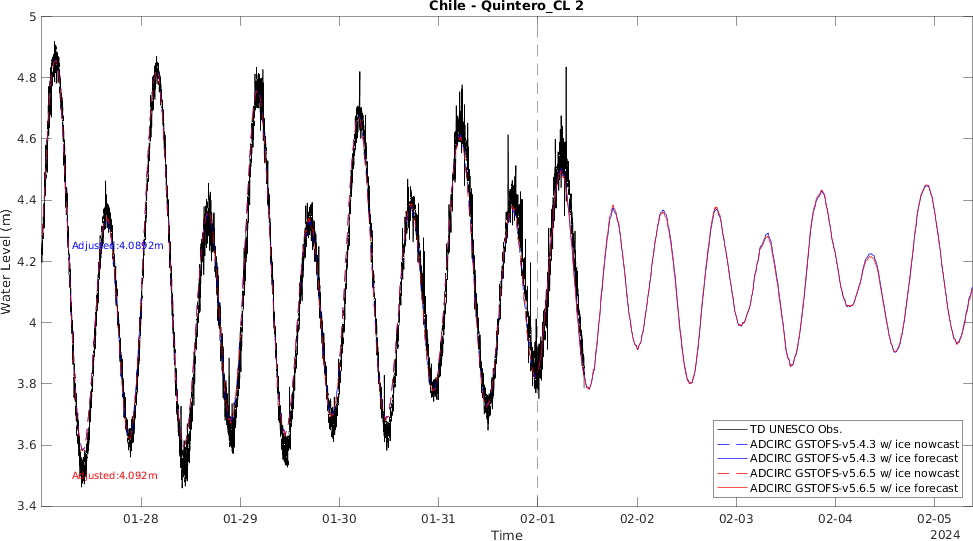 Chile - Quintero_CL 2
5
4.8
4.6
4.4
4.2
4
3.8
3.6
3.4
Water Level (m)
Adjusted:4.0892m
Adjusted:4.092m
TD UNESCO Obs.
ADCIRC GSTOFS-v5.4.3 w/ ice nowcast
ADCIRC GSTOFS-v5.4.3 w/ ice forecast
ADCIRC GSTOFS-v5.6.5 w/ ice nowcast
ADCIRC GSTOFS-v5.6.5 w/ ice forecast
01-28 01-29 01-30 01-31 02-01 02-02 02-03 02-04 02-05
Time
2024